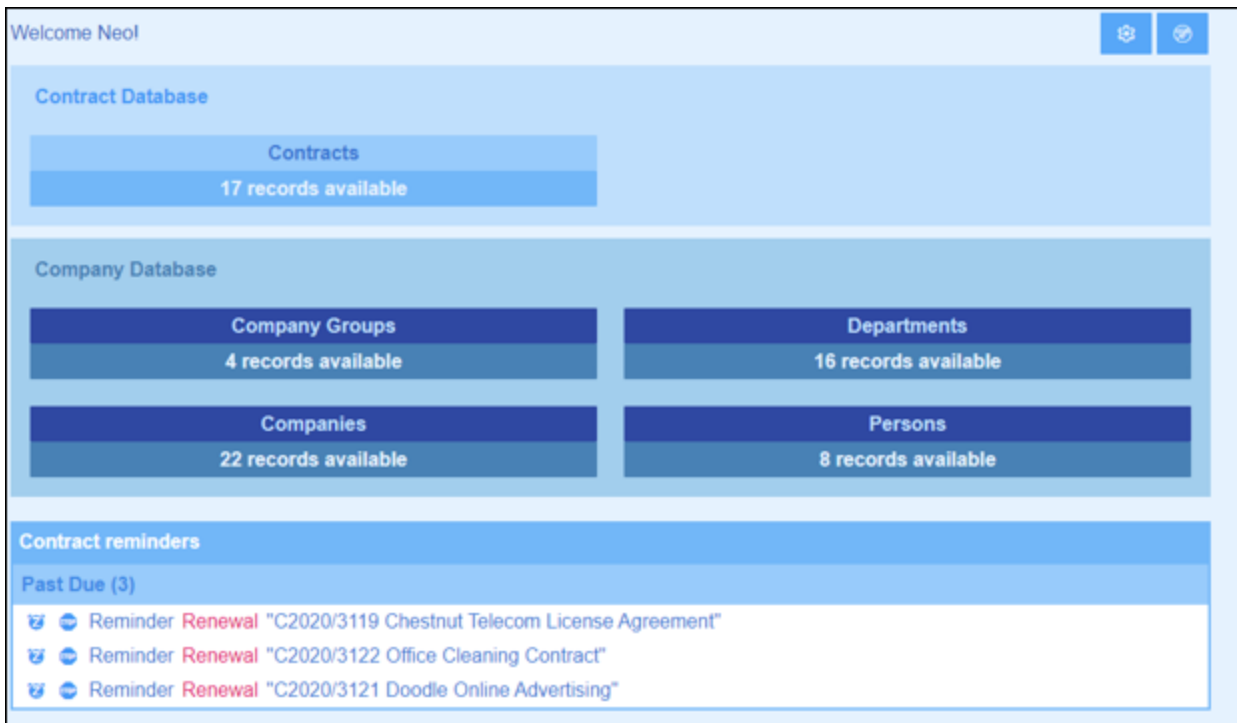 Welcome Neo!
Contract Database
Contracts
17 records available
Company Database
Company Groups
4 records available
Departments
16 records available
Companies
22 records available
Persons
8 records available
Contract reminders
Past Due (3)
Reminder Renewal "C2020/3119 Chestnut Telecom License Agreement"
Reminder Renewal "C2020/3122 Office Cleaning Contract"
Reminder Renewal "C2020/3121 Doodle Online Advertising"